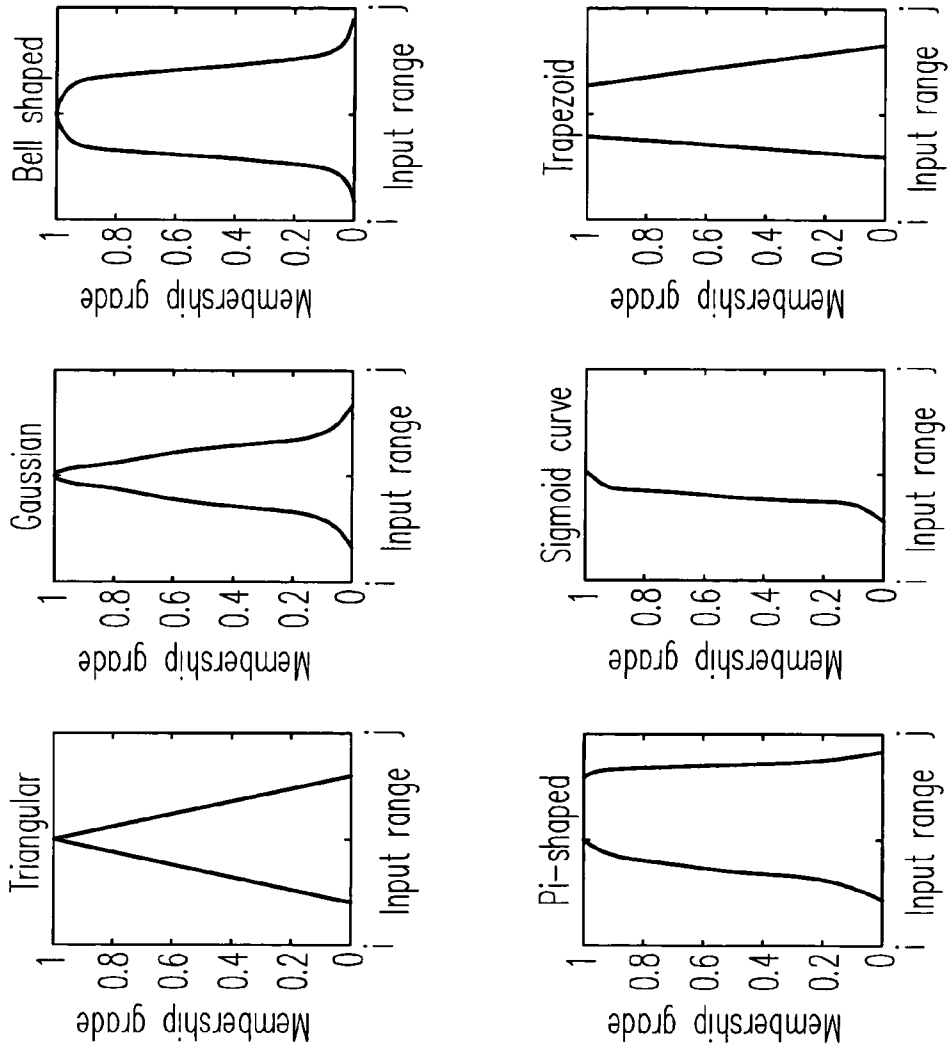 Triangular
Membership grade
1
0.8
0.6
0.4
0.2
0
i
j
Input range
Gaussian
Membership grade
1
0.8
0.6
0.4
0.2
0
i
j
Input range
Bell shaped
Membership grade
1
0.8
0.6
0.4
0.2
0
i
j
Input range
Pi-shaped
Membership grade
1
0.8
0.6
0.4
0.2
0
i
j
Input range
Sigmoid curve
Membership grade
1
0.8
0.6
0.4
0.2
0
i
j
Input range
Trapezoid
Membership grade
1
0.8
0.6
0.4
0.2
0
i
j
Input range